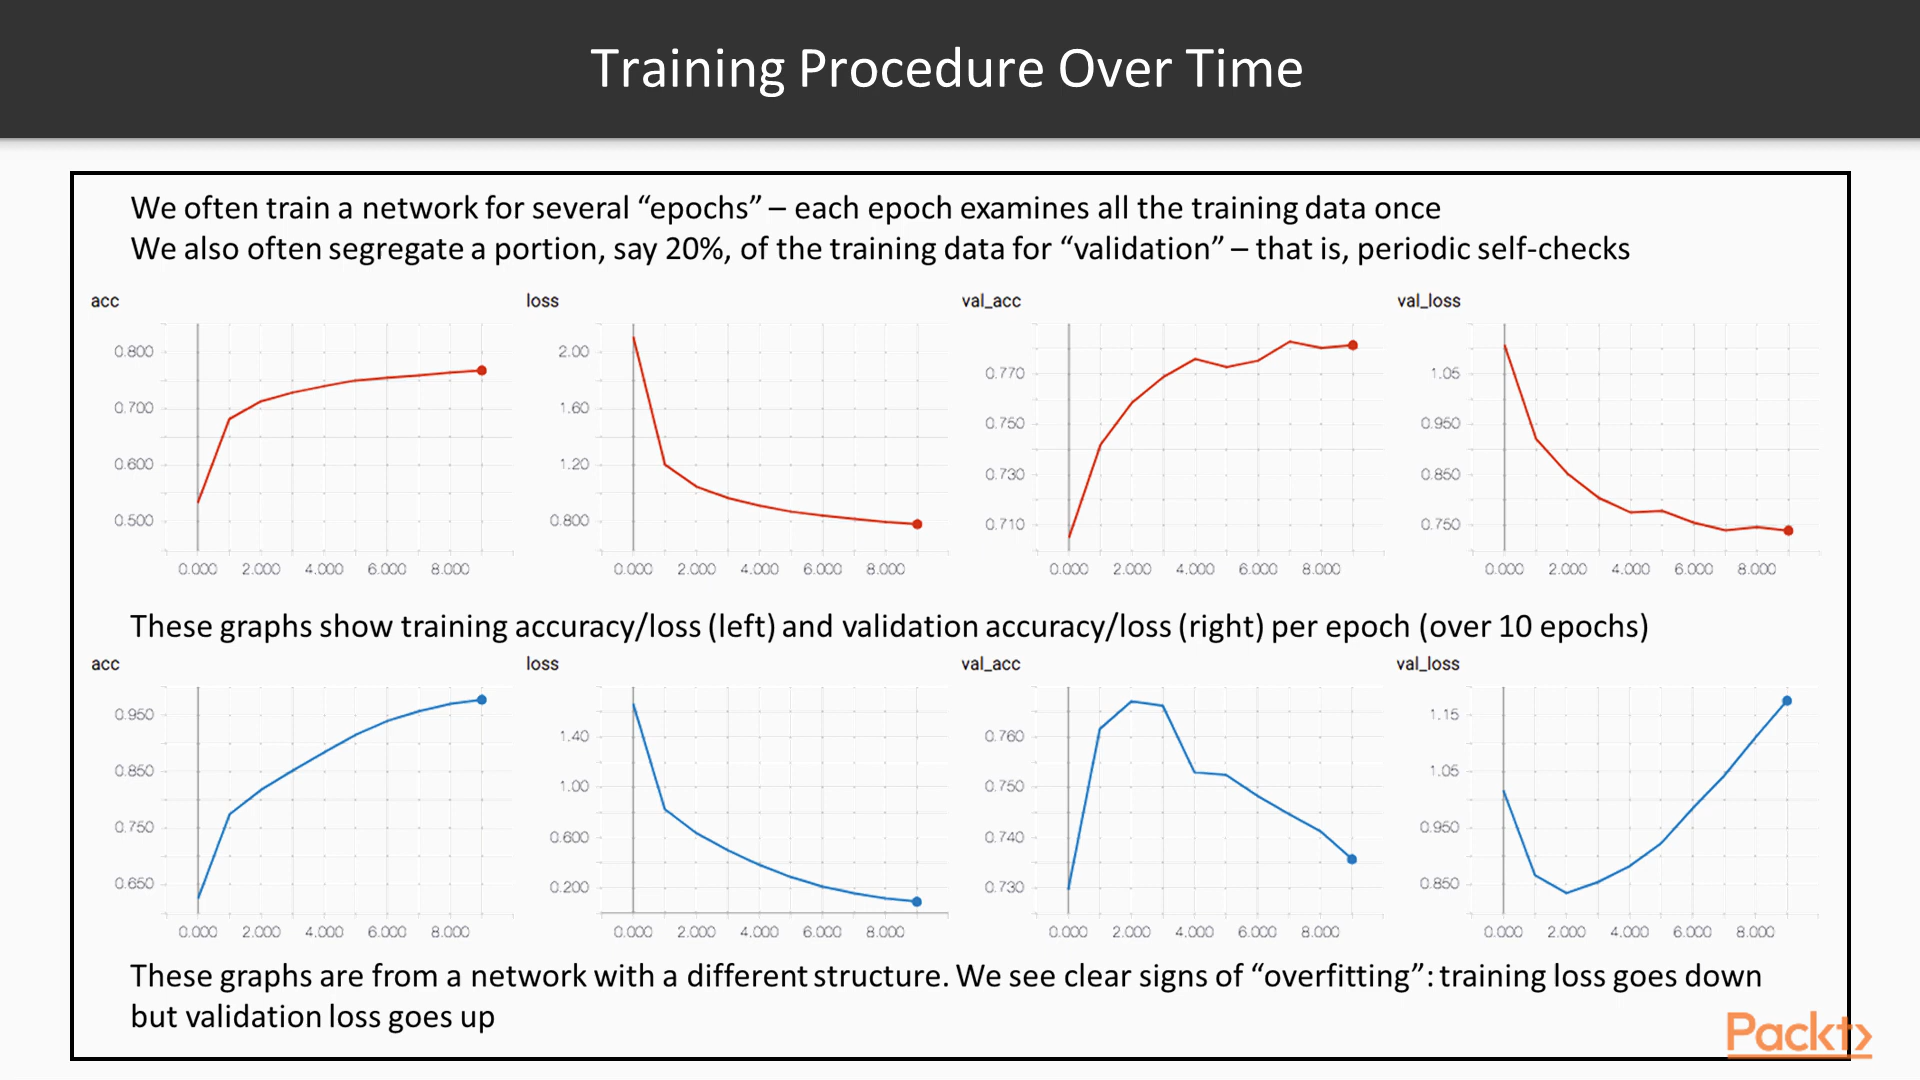 Training Procedure Over Time
We often train a network for several “epochs” – each epoch examines all the training data once
We also often segregate a portion, say 20%, of the training data for “validation” – that is, periodic self-checks
acc loss val_acc val_loss
0.800 2.00 0.770 1.05
0.700 1.60 0.750 0.950
0.600 1.20 0.730 0.850
0.500 0.800 0.710 0.750
0.000 2.000 4.000 6.000 8.000 0.000 2.000 4.000 6.000 8.000 0.000 2.000 4.000 6.000 8.000 0.000 2.000 4.000 6.000 8.000
These graphs show training accuracy/loss (left) and validation accuracy/loss (right) per epoch (over 10 epochs)
acc loss val_acc val_loss
0.950 1.40 0.760 1.15
0.850 1.00 0.750 1.05
0.750 0.600 0.740 0.950
0.650 0.200 0.730 0.850
0.000 2.000 4.000 6.000 8.000 0.000 2.000 4.000 6.000 8.000 0.000 2.000 4.000 6.000 8.000 0.000 2.000 4.000 6.000 8.000
These graphs are from a network with a different structure. We see clear signs of “overfitting”: training loss goes down
but validation loss goes up
Packt